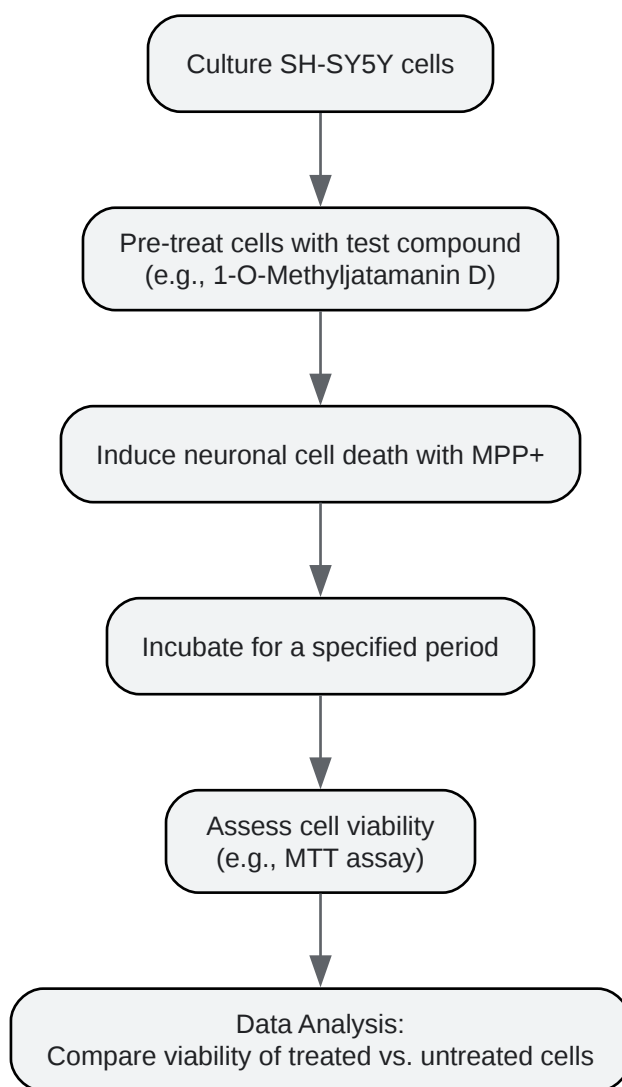 Culture SH-SY5Y cells
Pre-treat cells with test compound
(e.g., 1-O-Methyljatamanin D)
Induce neuronal cell death with MPP+
Incubate for a specified period
Assess cell viability
(e.g., MTT assay)
Data Analysis:
Compare viability of treated vs. untreated cells